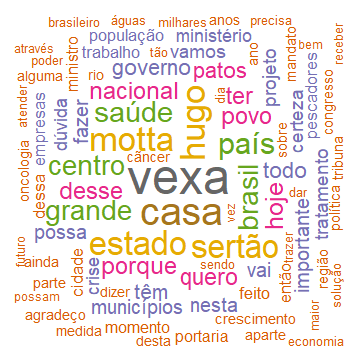 brasileiro águas milhares anos precisa
através população ministério
poder tão vamos ano mandato bem receber
ministro trabalho governo patos projeto
alguma rio nacional dia ter certeza pescadores congresso
atender empresas dúvida fazer saúde hugo povo sobre
motta país
oncologia dessa centro câncer vexa brasil todo tratamento política tribuna
desse hoje dar
grande casa vez importante
possa estado sertão
futuro ainda cidade crise porque sendo vai então trazer região solução
parte quero
possam dizer têm nesta feito maior
agradeço municípios crescimento
medida momento desta portaria aparte economia